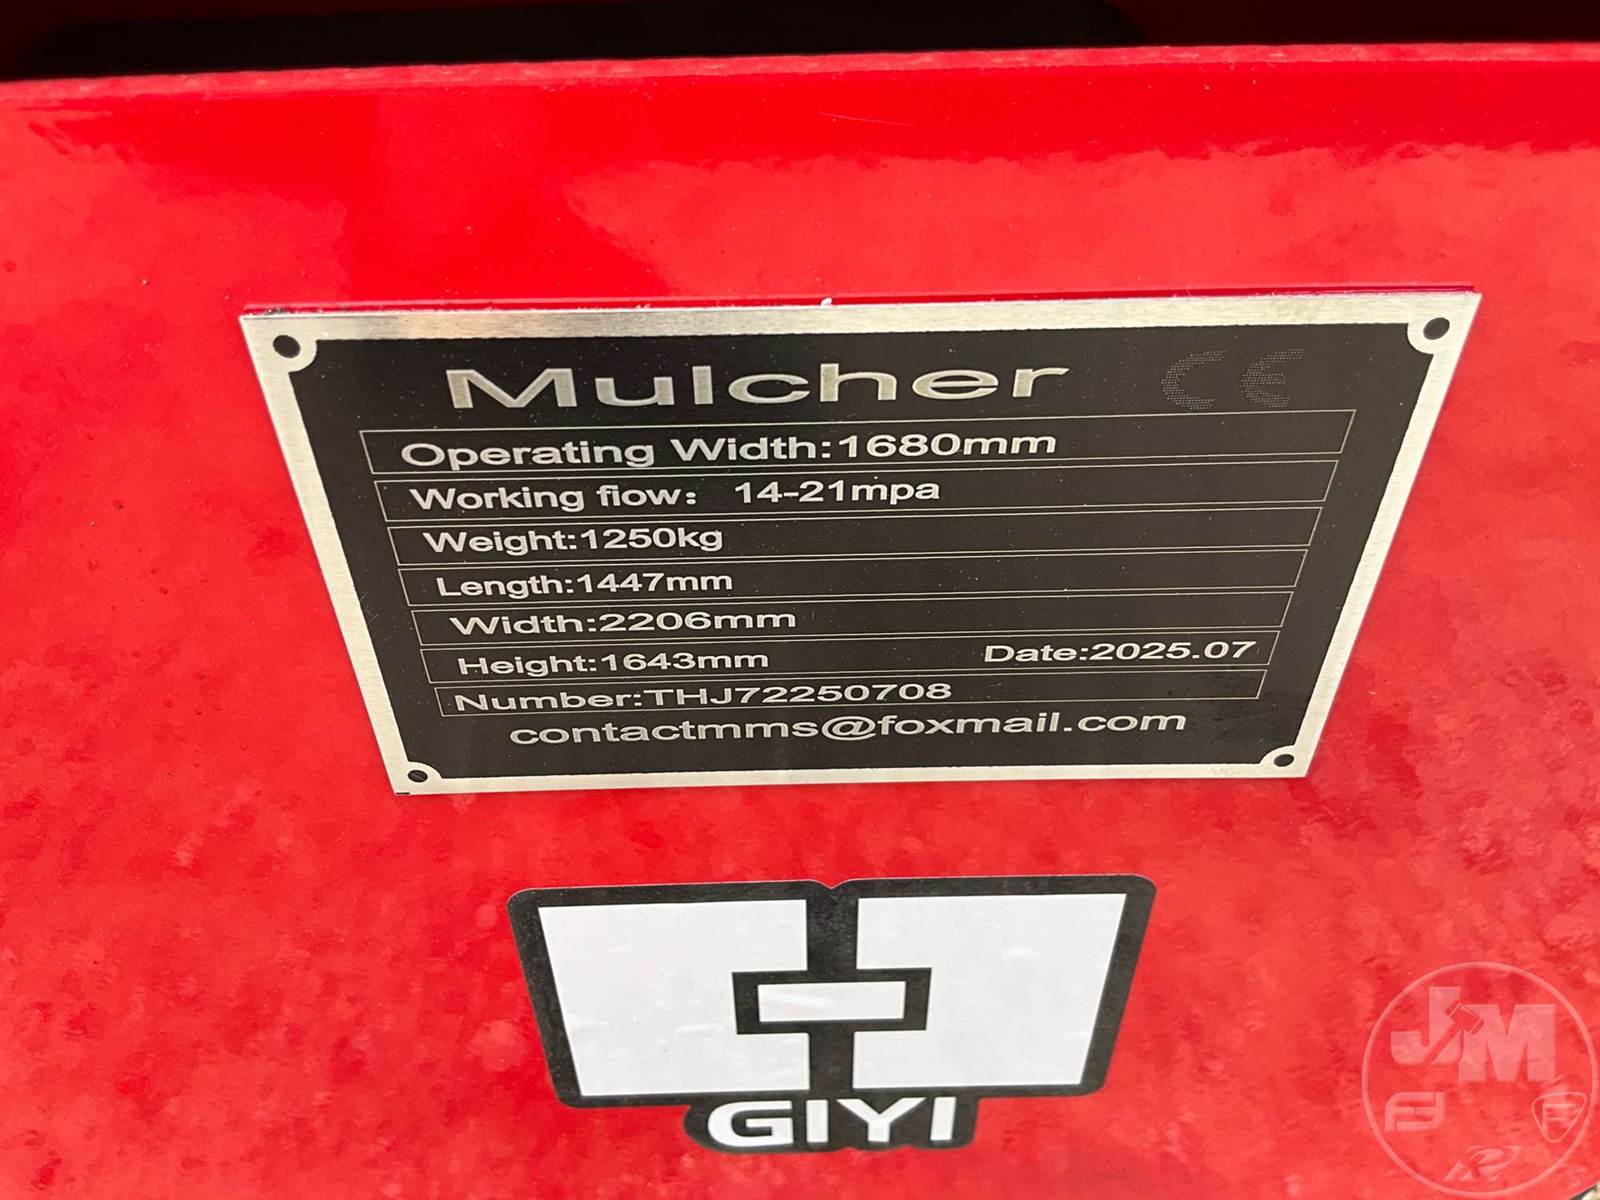 Mulcher CE
Operating Width:1680mm
Working flow: 14-21mpa
Weight:1250kg
Length:1447mm
Width:2206mm
Height:1643mm Date:2025.07
Number:THJ72250708
contactmms@foxmail.com
GIYI
JM